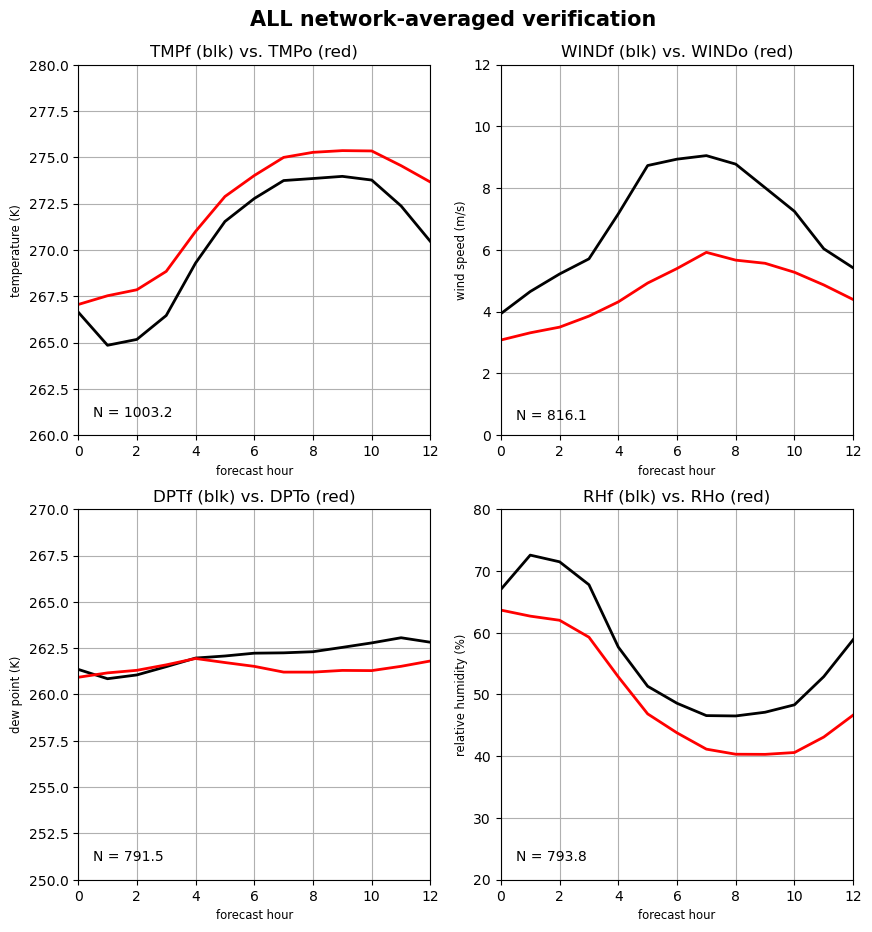 ALL network-averaged verification
TMPf (blk) vs. TMPo (red)
280.0
277.5
275.0
272.5
270.0
267.5
265.0
262.5
260.0
temperature (K)
N = 1003.2
0 2 4 6 8 10 12
forecast hour
WINDf (blk) vs. WINDo (red)
12
10
8
6
4
2
0
wind speed (m/s)
N = 816.1
0 2 4 6 8 10 12
forecast hour
DPTf (blk) vs. DPTo (red)
270.0
267.5
265.0
262.5
260.0
257.5
255.0
252.5
250.0
dew point (K)
N = 791.5
0 2 4 6 8 10 12
forecast hour
RHf (blk) vs. RHo (red)
80
70
60
50
40
30
20
relative humidity (%)
N = 793.8
0 2 4 6 8 10 12
forecast hour